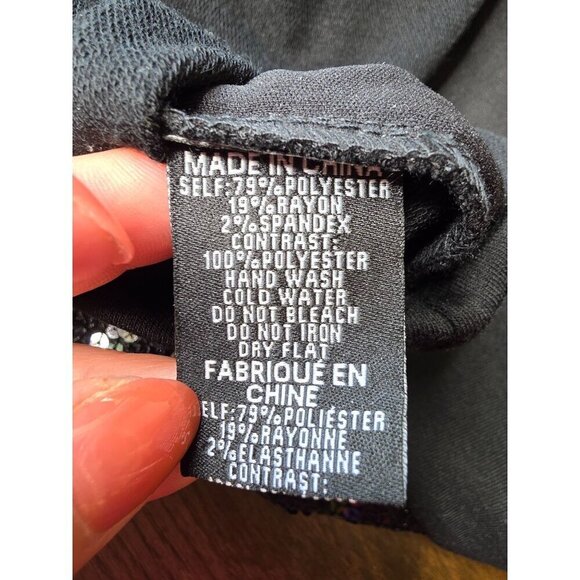 MADE IN CHINA
SELF:79%POLYESTER
19%RAYON
2%SPANDEX
CONTRAST:
100%POLYESTER
HAND WASH
COLD WATER
DO NOT BLEACH
DO NOT IRON
DRY FLAT
FABRIQUÉ EN
CHINE
SELF:79%POLIÉSTER
19%RAYONNE
2%ELASTHANNE
CONTRAST: